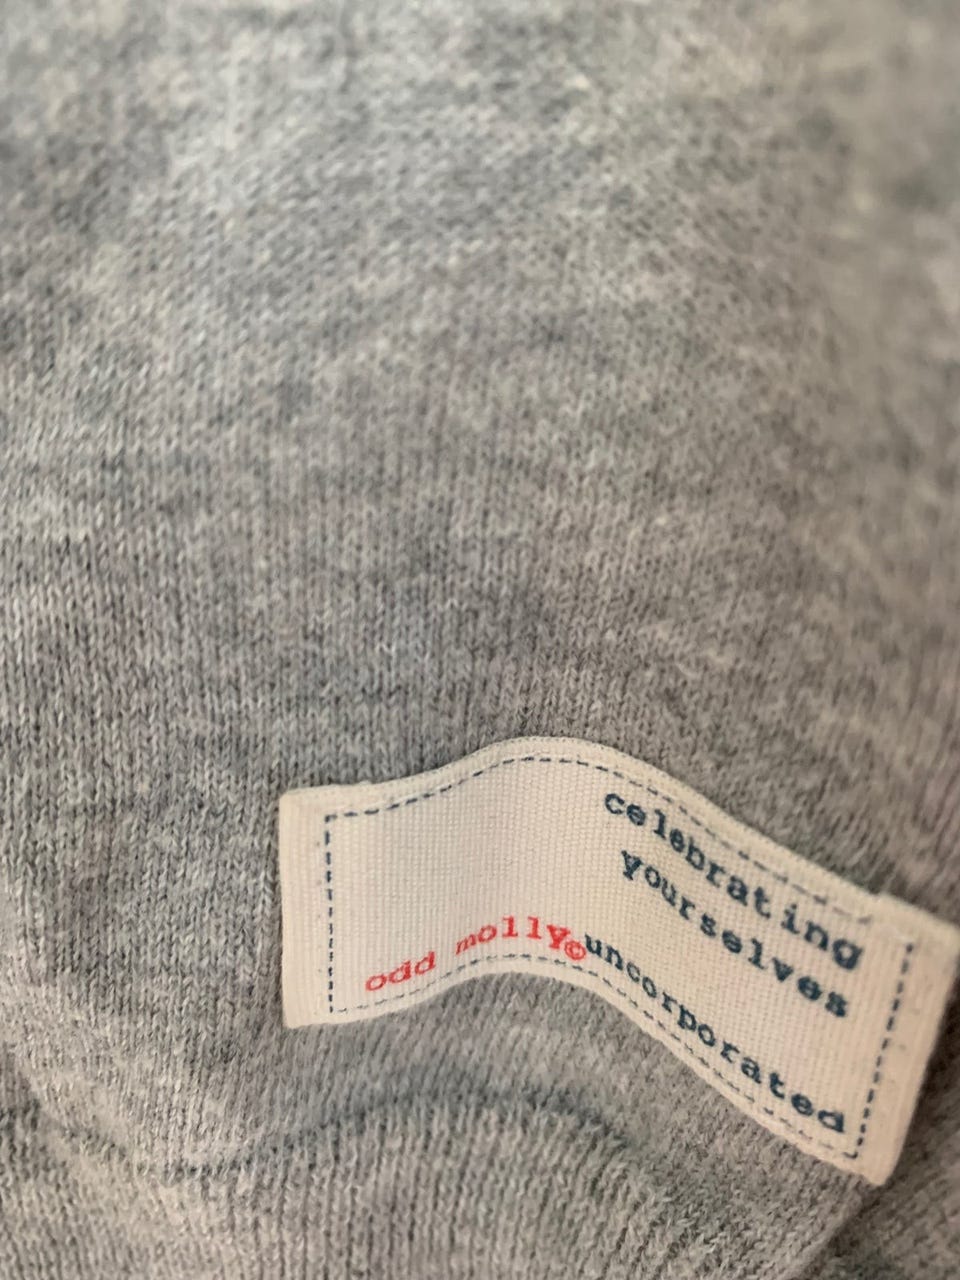 celebrating
yourselves
odd molly©uncorporated